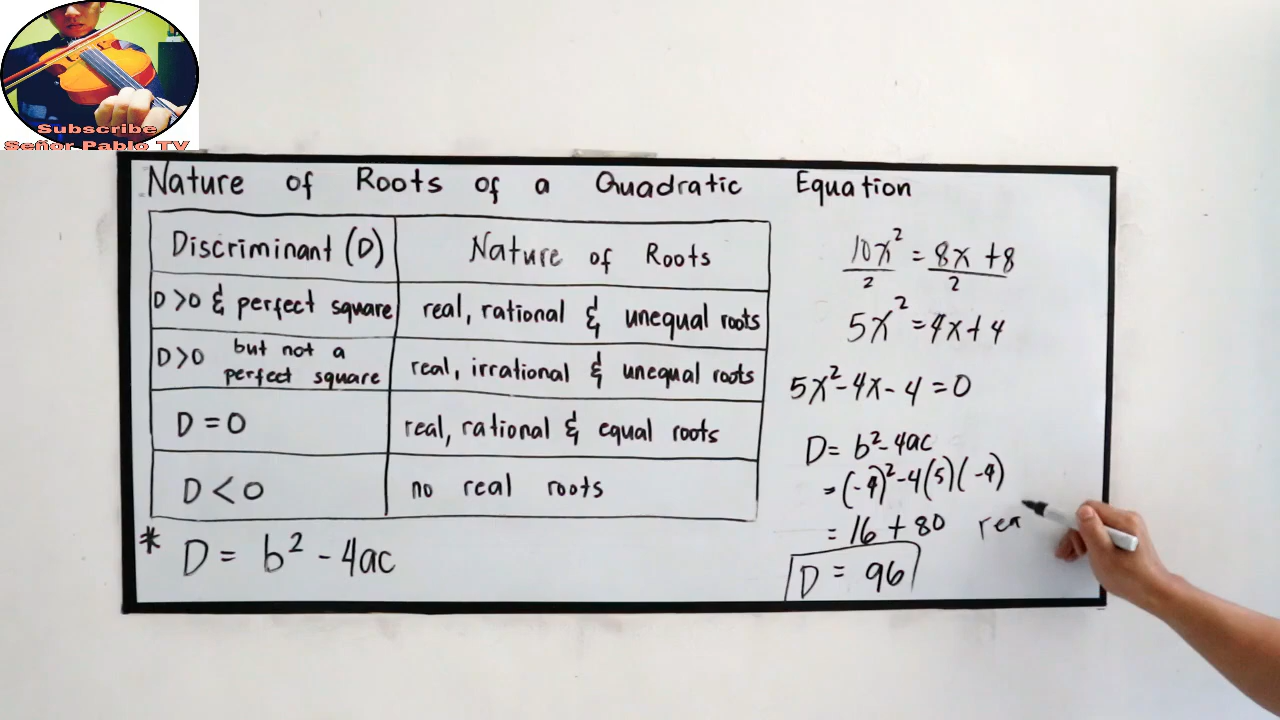 Subscribe
Señor Pablo TV
Nature of Roots of a Quadratic Equation
Discriminant (D)
Nature of Roots
D >0 & perfect square
real, rational & unequal roots
D>0 but not a
perfect square
real, irrational & unequal roots
D = 0
real, rational & equal roots
D < 0
no real roots
* D = b² - 4ac
10x² = 8x + 8
2 2
5x² = 4x + 4
5x² - 4x - 4 = 0
D = b² - 4ac
= (-4)² - 4(5)(-4)
= 16 + 80 rea
D = 96